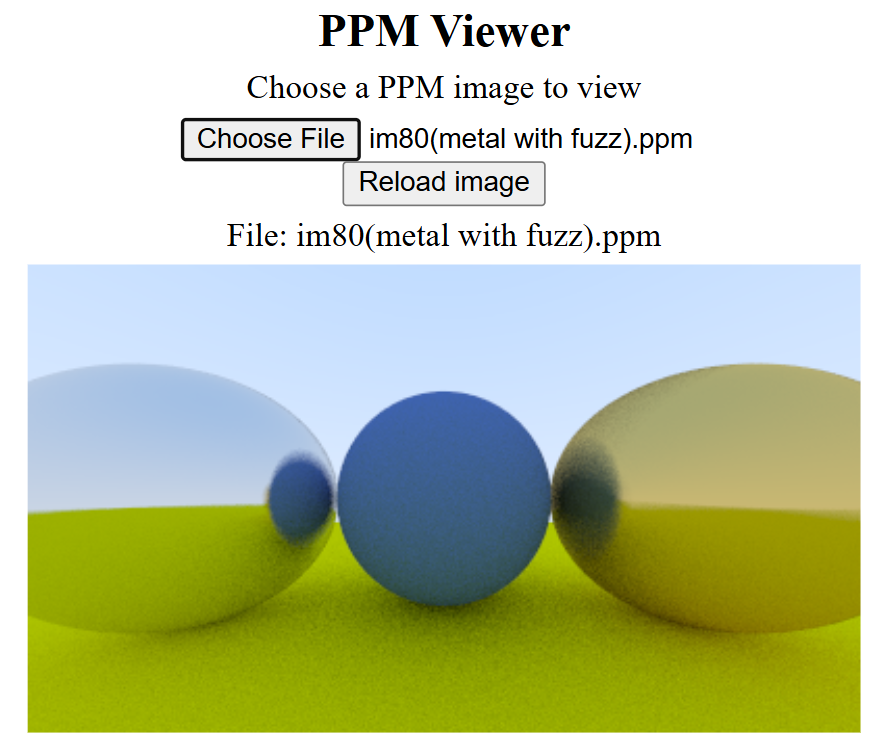 PPM Viewer
Choose a PPM image to view
Choose File im80(metal with fuzz).ppm
Reload image
File: im80(metal with fuzz).ppm